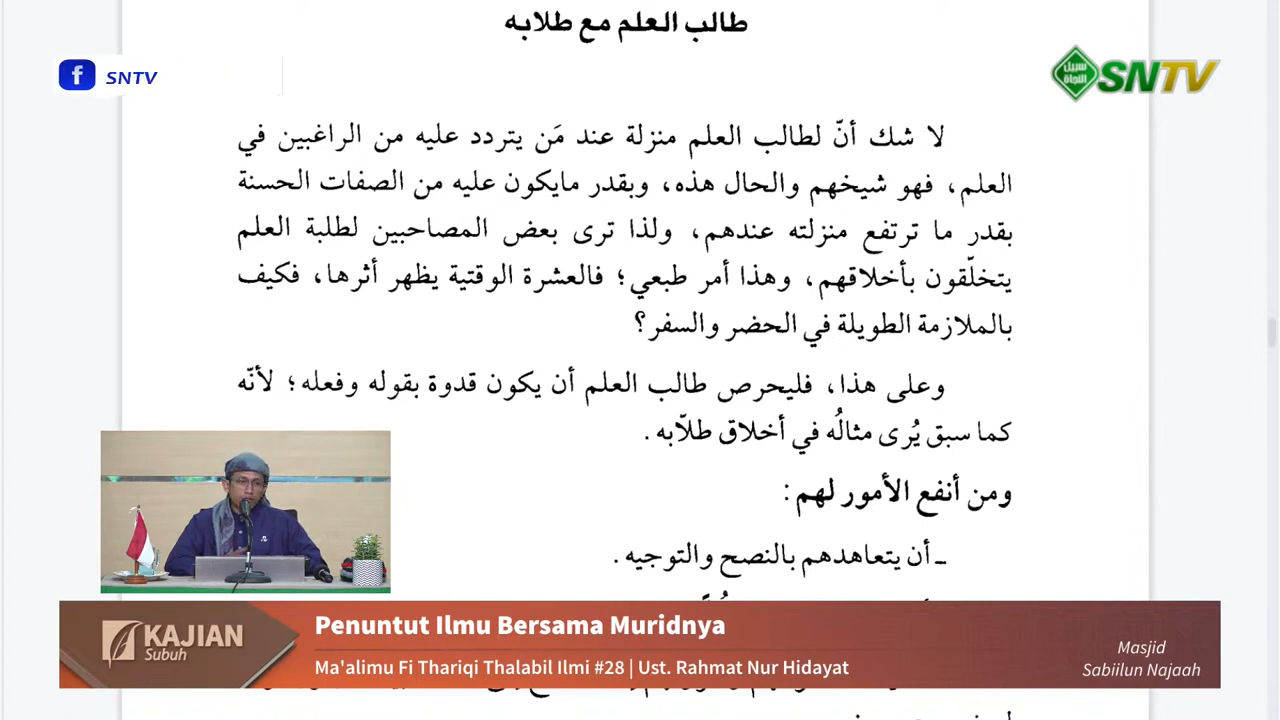 طالب العلم مع طلابه
SNTV
سبيل النجاة
SNTV
لا شك أنّ لطالب العلم منزلة عند مَن يتردد عليه من الراغبين في
العلم، فهو شيخهم والحال هذه، وبقدر مايكون عليه من الصفات الحسنة
بقدر ما ترتفع منزلته عندهم، ولذا ترى بعض المصاحبين لطلبة العلم
يتخلّقون بأخلاقهم، وهذا أمر طبعي؛ فالعشرة الوقتية يظهر أثرها، فكيف
بالملازمة الطويلة في الحضر والسفر؟
وعلى هذا، فليحرص طالب العلم أن يكون قدوة بقوله وفعله؛ لأنّه
كما سبق يُرى مثالُه في أخلاق طلّابه.
ومن أنفع الأمور لهم:
ـ أن يتعاهدهم بالنصح والتوجيه.
KAJIAN
Subuh
Penuntut Ilmu Bersama Muridnya
Ma'alimu Fi Thariqi Thalabil Ilmi #28 | Ust. Rahmat Nur Hidayat
Masjid
Sabiilun Najaah